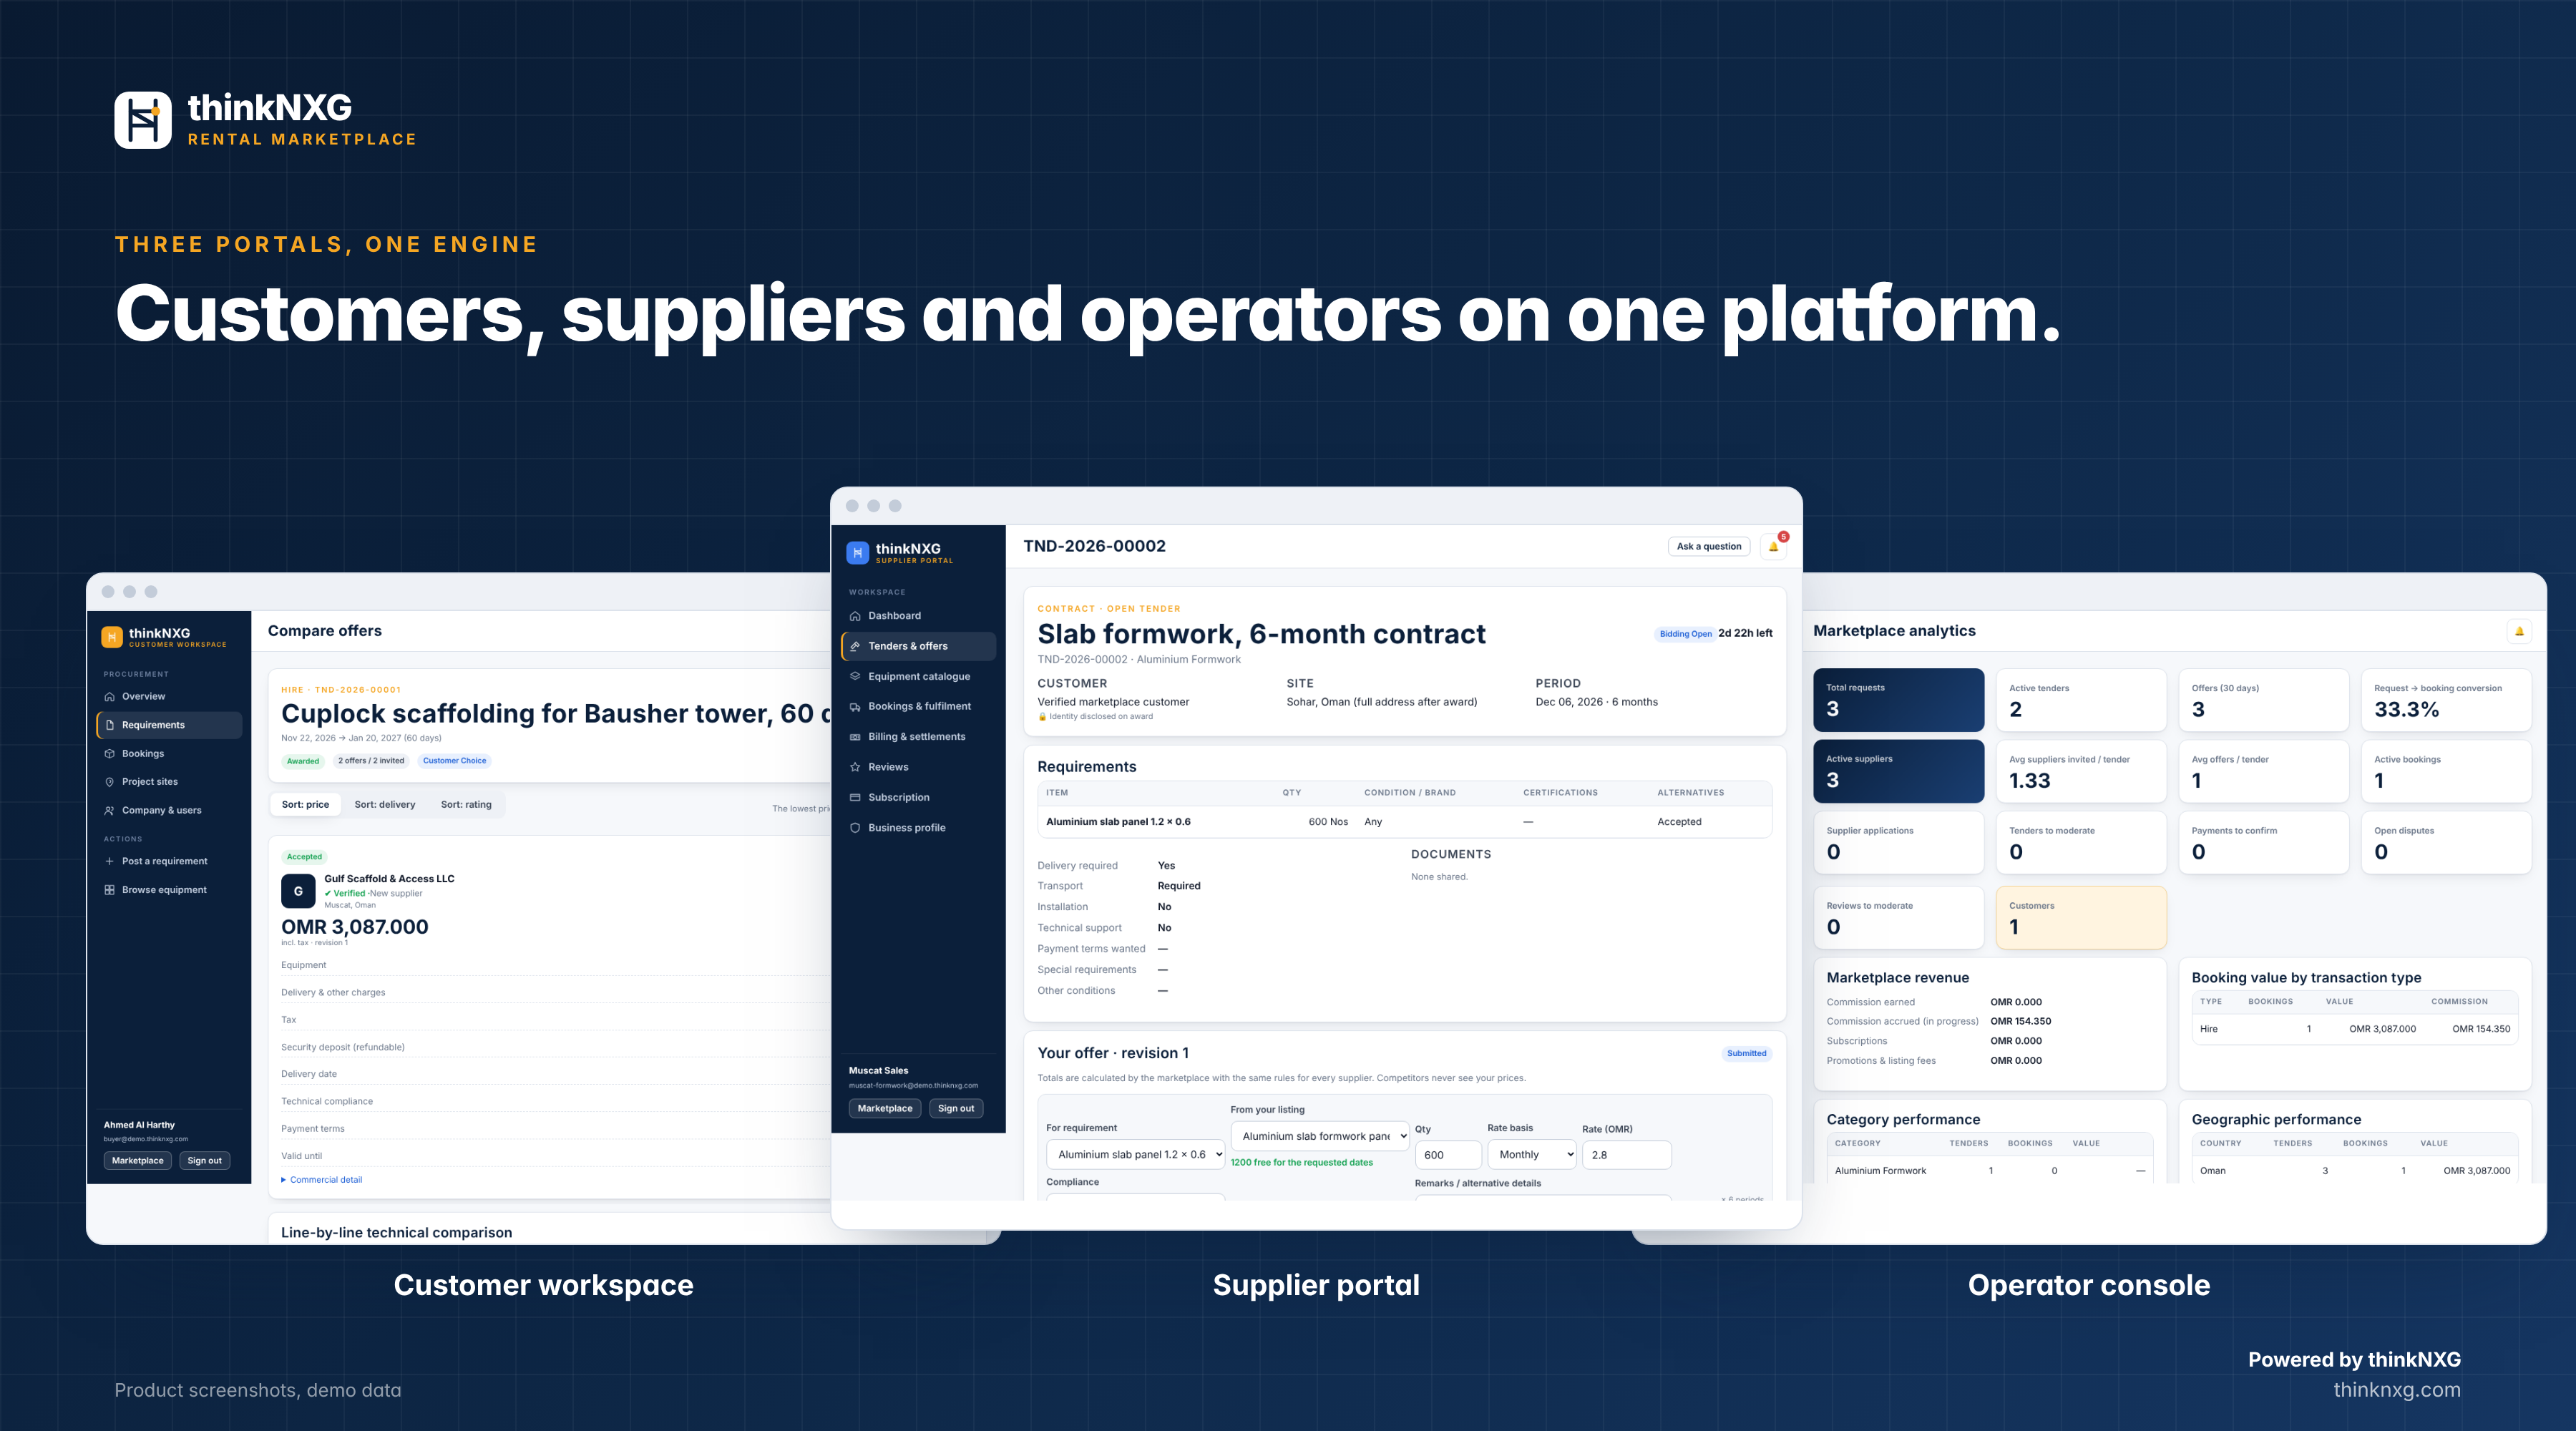 thinkNXG
RENTAL MARKETPLACE
THREE PORTALS, ONE ENGINE
Customers, suppliers and operators on one platform.
thinkNXG
CUSTOMER WORKSPACE
PROCUREMENT
Overview
Requirements
Bookings
Project sites
Company & users
ACTIONS
Post a requirement
Browse equipment
Ahmed Al Harthy
buyer@demo.thinknxg.com
Marketplace Sign out
Compare offers
HIRE · TND-2026-00001
Cuplock scaffolding for Bausher tower, 60
Nov 22, 2026 → Jan 20, 2027 (60 days)
Awarded 2 offers / 2 invited Customer Choice
Sort: price Sort: delivery Sort: rating
The lowest
Accepted
G
Gulf Scaffold & Access LLC
✔ Verified ·New supplier
Muscat, Oman
OMR 3,087.000
incl. tax · revision 1
Equipment
Delivery & other charges
Tax
Security deposit (refundable)
Delivery date
Technical compliance
Payment terms
Valid until
▶ Commercial detail
Line-by-line technical comparison
Customer workspace
thinkNXG
SUPPLIER PORTAL
WORKSPACE
Dashboard
Tenders & offers
Equipment catalogue
Bookings & fulfilment
Billing & settlements
Reviews
Subscription
Business profile
Muscat Sales
muscat-formwork@demo.thinknxg.com
Marketplace Sign out
TND-2026-00002
Ask a question
5
CONTRACT · OPEN TENDER
Slab formwork, 6-month contract
Bidding Open 2d 22h left
TND-2026-00002 · Aluminium Formwork
CUSTOMER SITE PERIOD
Verified marketplace customer Sohar, Oman (full address after award) Dec 06, 2026 · 6 months
🔒 Identity disclosed on award
Requirements
ITEM QTY CONDITION / BRAND CERTIFICATIONS ALTERNATIVES
Aluminium slab panel 1.2 × 0.6 600 Nos Any — Accepted
Delivery required Yes
Transport Required
Installation No
Technical support No
Payment terms wanted —
Special requirements —
Other conditions —
DOCUMENTS
None shared.
Your offer · revision 1
Submitted
Totals are calculated by the marketplace with the same rules for every supplier. Competitors never see your prices.
For requirement
Aluminium slab panel 1.2 × 0.6
From your listing
Aluminium slab formwork pane
1200 free for the requested dates
Qty
600
Rate basis
Monthly
Rate (OMR)
2.8
Compliance
Remarks / alternative details
× 6 periods
Supplier portal
Marketplace analytics
Total requests
3
Active tenders
2
Offers (30 days)
3
Request → booking conversion
33.3%
Active suppliers
3
Avg suppliers invited / tender
1.33
Avg offers / tender
1
Active bookings
1
Supplier applications
0
Tenders to moderate
0
Payments to confirm
0
Open disputes
0
Reviews to moderate
0
Customers
1
Marketplace revenue
Commission earned OMR 0.000
Commission accrued (in progress) OMR 154.350
Subscriptions OMR 0.000
Promotions & listing fees OMR 0.000
Booking value by transaction type
TYPE BOOKINGS VALUE COMMISSION
Hire 1 OMR 3,087.000 OMR 154.350
Category performance
CATEGORY TENDERS BOOKINGS VALUE
Aluminium Formwork 1 0 —
Geographic performance
COUNTRY TENDERS BOOKINGS VALUE
Oman 3 1 OMR 3,087.000
Operator console
Product screenshots, demo data
Powered by thinkNXG
thinknxg.com